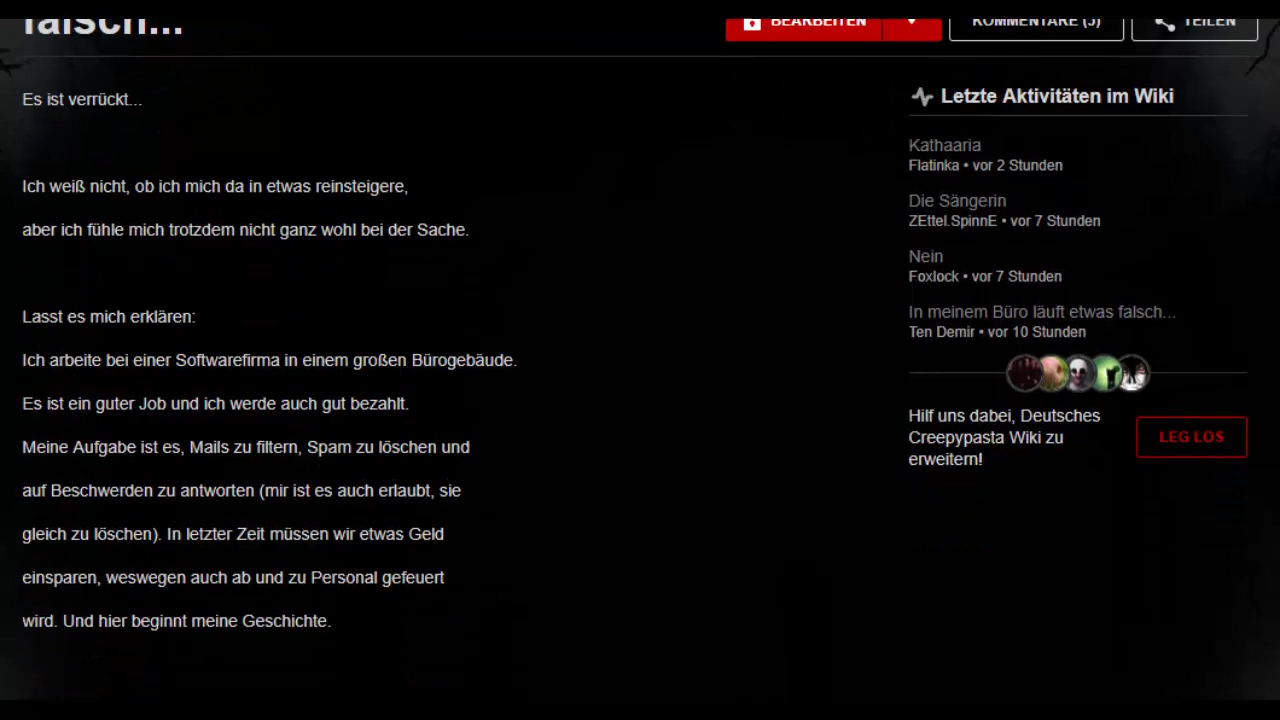 falsch...
BEARBEITEN
KOMMENTARE (5)
TEILEN
Es ist verrückt...
Ich weiß nicht, ob ich mich da in etwas reinsteigere,
aber ich fühle mich trotzdem nicht ganz wohl bei der Sache.
Lasst es mich erklären:
Ich arbeite bei einer Softwarefirma in einem großen Bürogebäude.
Es ist ein guter Job und ich werde auch gut bezahlt.
Meine Aufgabe ist es, Mails zu filtern, Spam zu löschen und
auf Beschwerden zu antworten (mir ist es auch erlaubt, sie
gleich zu löschen). In letzter Zeit müssen wir etwas Geld
einsparen, weswegen auch ab und zu Personal gefeuert
wird. Und hier beginnt meine Geschichte.
Letzte Aktivitäten im Wiki
Kathaaria
Flatinka • vor 2 Stunden
Die Sängerin
ZEttel.SpinnE • vor 7 Stunden
Nein
Foxlock • vor 7 Stunden
In meinem Büro läuft etwas falsch...
Ten Demir • vor 10 Stunden
Hilf uns dabei, Deutsches
Creepypasta Wiki zu
erweitern!
LEG LOS